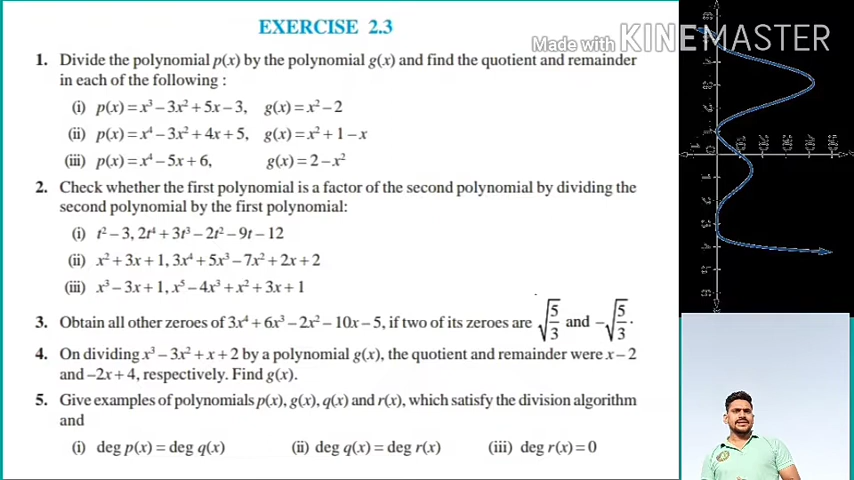 EXERCISE 2.3
Made with KINEMASTER
1. Divide the polynomial p(x) by the polynomial g(x) and find the quotient and remainder
in each of the following :
(i) p(x) = x³ – 3x² + 5x – 3, g(x) = x² – 2
(ii) p(x) = x⁴ – 3x² + 4x + 5, g(x) = x² + 1 – x
(iii) p(x) = x⁴ – 5x + 6, g(x) = 2 – x²
2. Check whether the first polynomial is a factor of the second polynomial by dividing the
second polynomial by the first polynomial:
(i) t² – 3, 2t⁴ + 3t³ – 2t² – 9t – 12
(ii) x² + 3x + 1, 3x⁴ + 5x³ – 7x² + 2x + 2
(iii) x³ – 3x + 1, x⁵ – 4x³ + x² + 3x + 1
3. Obtain all other zeroes of 3x⁴ + 6x³ – 2x² – 10x – 5, if two of its zeroes are √(5/3) and –√(5/3).
4. On dividing x³ – 3x² + x + 2 by a polynomial g(x), the quotient and remainder were x – 2
and –2x + 4, respectively. Find g(x).
5. Give examples of polynomials p(x), g(x), q(x) and r(x), which satisfy the division algorithm
and
(i) deg p(x) = deg q(x) (ii) deg q(x) = deg r(x) (iii) deg r(x) = 0